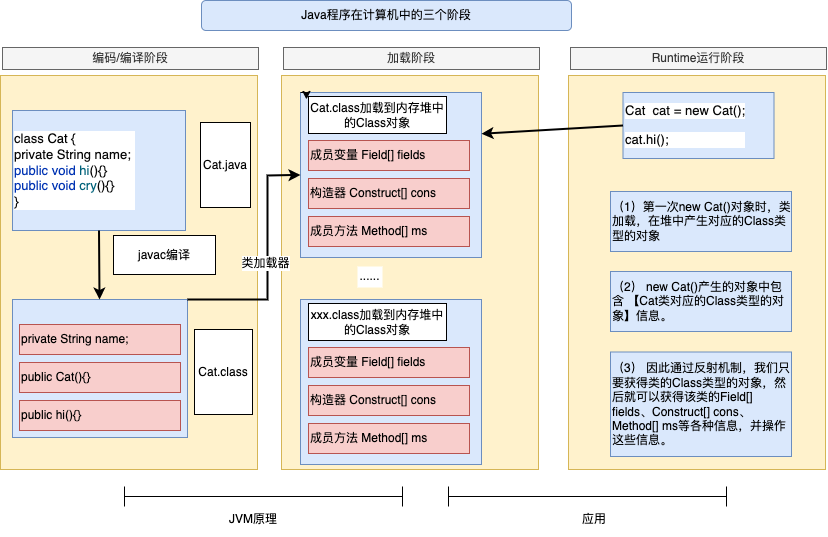 Java程序在计算机中的三个阶段
编码/编译阶段
class Cat {
private String name;
public void hi(){}
public void cry(){}
}
Cat.java
javac编译
private String name;
public Cat(){}
public hi(){}
Cat.class
类加载器
加载阶段
Cat.class加载到内存堆中
的Class对象
成员变量 Field[] fields
构造器 Construct[] cons
成员方法 Method[] ms
......
xxx.class加载到内存堆中
的Class对象
成员变量 Field[] fields
构造器 Construct[] cons
成员方法 Method[] ms
Runtime运行阶段
Cat cat = new Cat();
cat.hi();
（1）第一次new Cat()对象时，类
加载，在堆中产生对应的Class类
型的对象
（2） new Cat()产生的对象中包
含 【Cat类对应的Class类型的对
象】信息。
（3） 因此通过反射机制，我们只
要获得类的Class类型的对象，然
后就可以获得该类的Field[]
fields、Construct[] cons、
Method[] ms等各种信息，并操作
这些信息。
JVM原理
应用